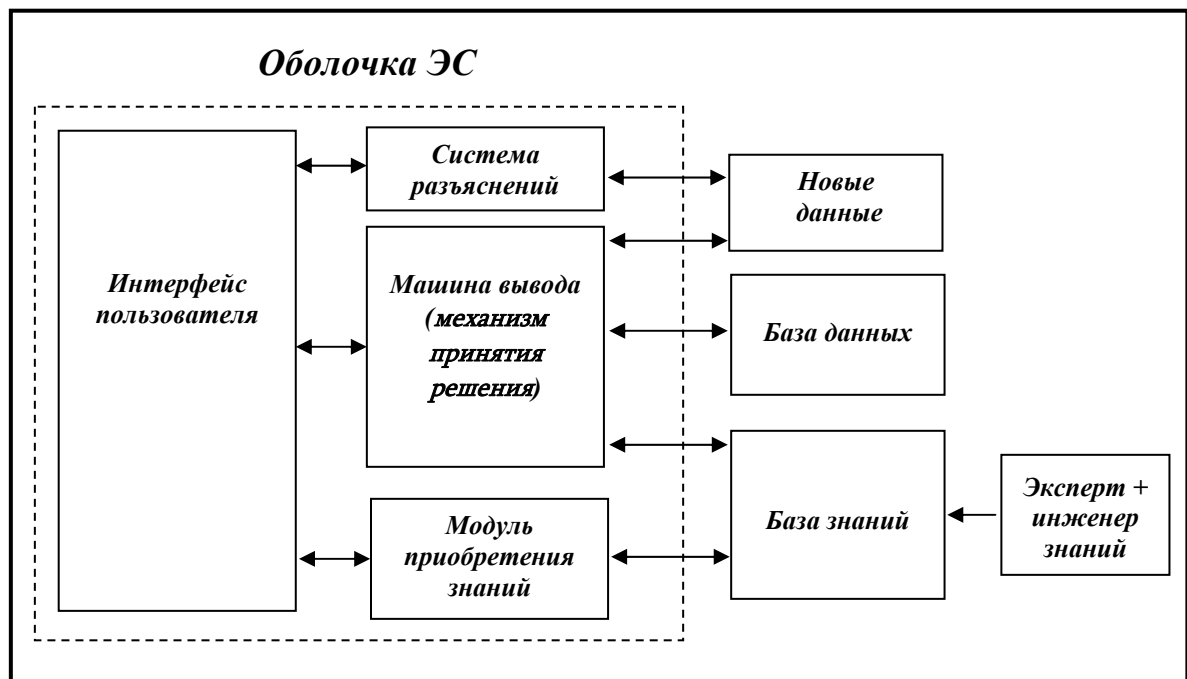 Оболочка ЭС
Интерфейс
пользователя
Система
разъяснений
Машина вывода
(механизм
принятия
решения)
Модуль
приобретения
знаний
Новые
данные
База данных
База знаний
Эксперт +
инженер
знаний